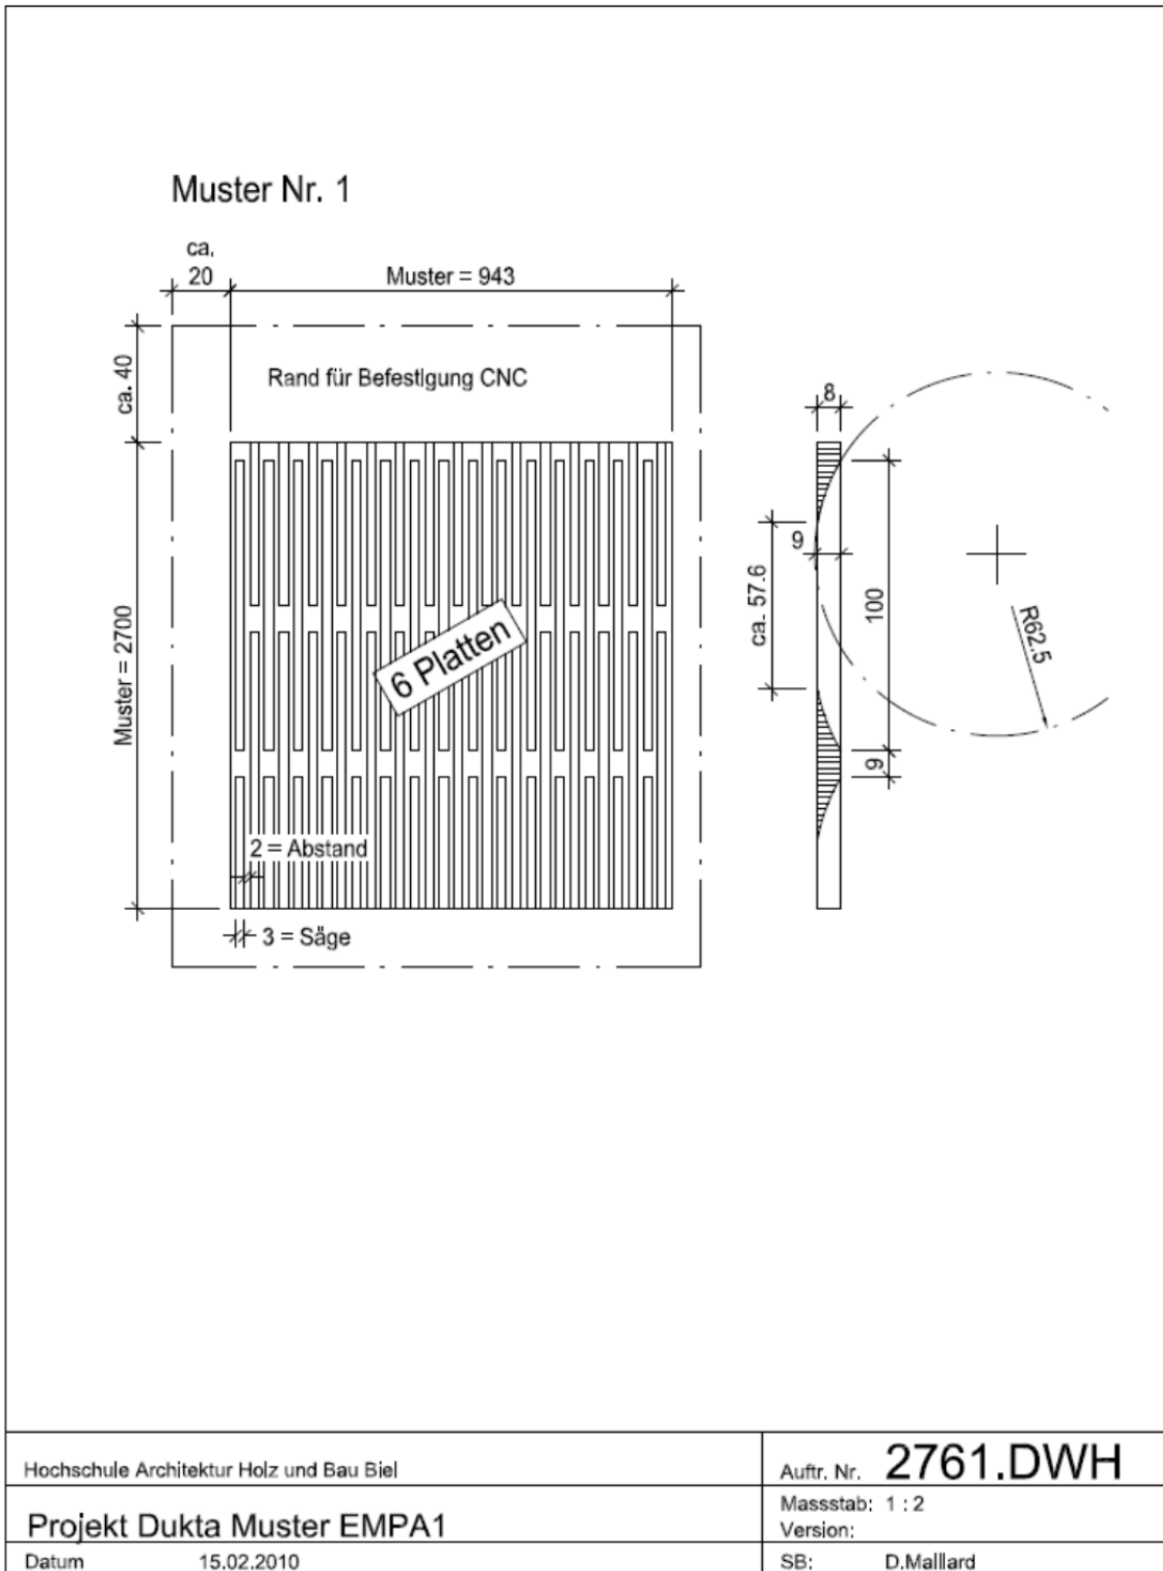 Muster Nr. 1
ca.
20
Muster = 943
ca. 40
Rand für Befestigung CNC
8
9
ca. 57.6
100
R62.5
Muster = 2700
6 Platten
9
2 = Abstand
3 = Säge
Hochschule Architektur Holz und Bau Biel
Auftr. Nr. 2761.DWH
Massstab: 1 : 2
Projekt Dukta Muster EMPA1
Version:
Datum 15.02.2010
SB: D.Malllard